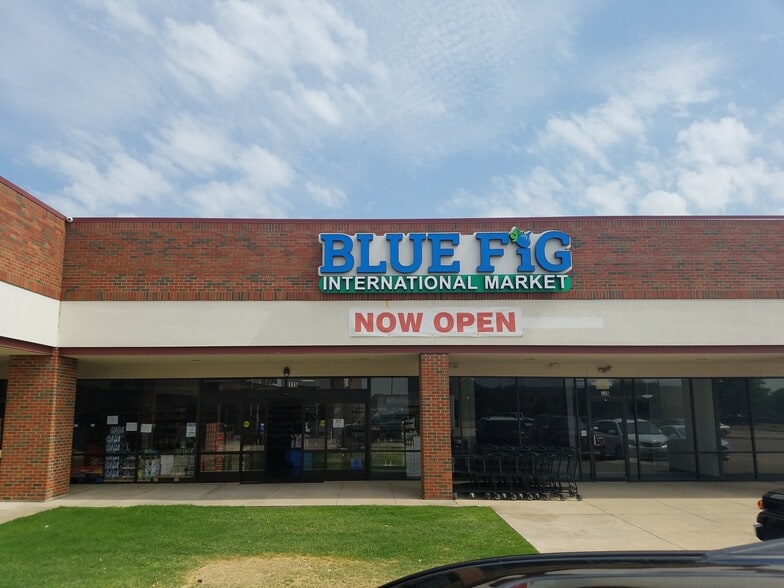 BLUE FiG
INTERNATIONAL MARKET
NOW OPEN